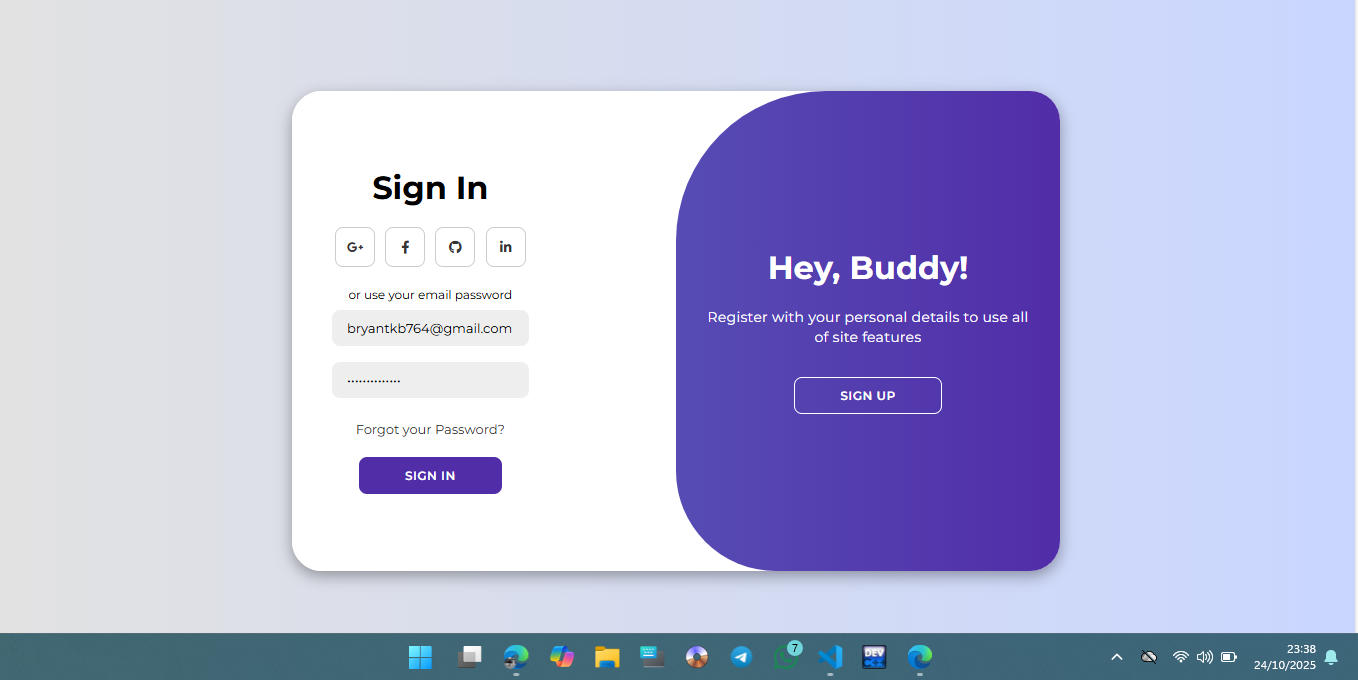 Sign In
G+ f in
or use your email password
bryantkb764@gmail.com
Forgot your Password?
SIGN IN
Hey, Buddy!
Register with your personal details to use all
of site features
SIGN UP
7
DEV
C++
23:38
24/10/2025